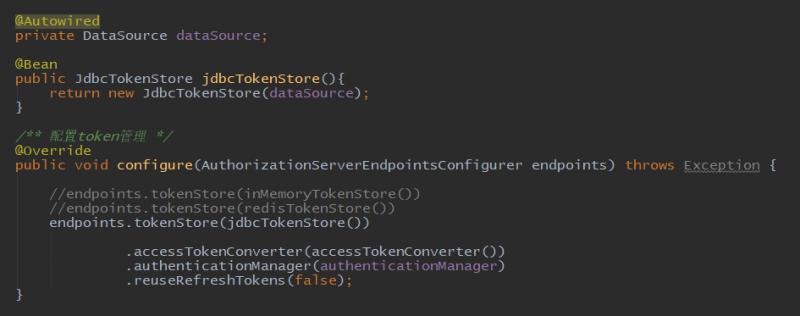 @Autowired
private DataSource dataSource;
@Bean
public JdbcTokenStore jdbcTokenStore(){
return new JdbcTokenStore(dataSource);
}
/** 配置token管理 */
@Override
public void configure(AuthorizationServerEndpointsConfigurer endpoints) throws Exception {
//endpoints.tokenStore(inMemoryTokenStore())
//endpoints.tokenStore(redisTokenStore())
endpoints.tokenStore(jdbcTokenStore())
.accessTokenConverter(accessTokenConverter())
.authenticationManager(authenticationManager)
.reuseRefreshTokens(false);
}